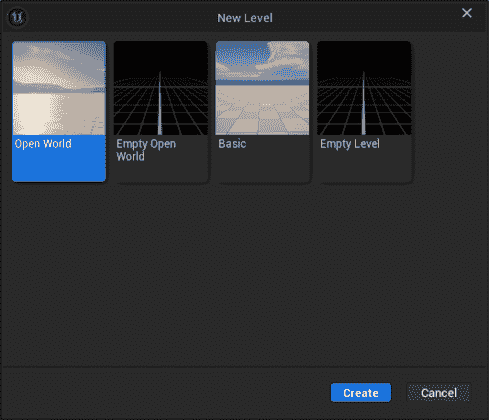 New Level
Open World
Empty Open
World
Basic
Empty Level
Create
Cancel